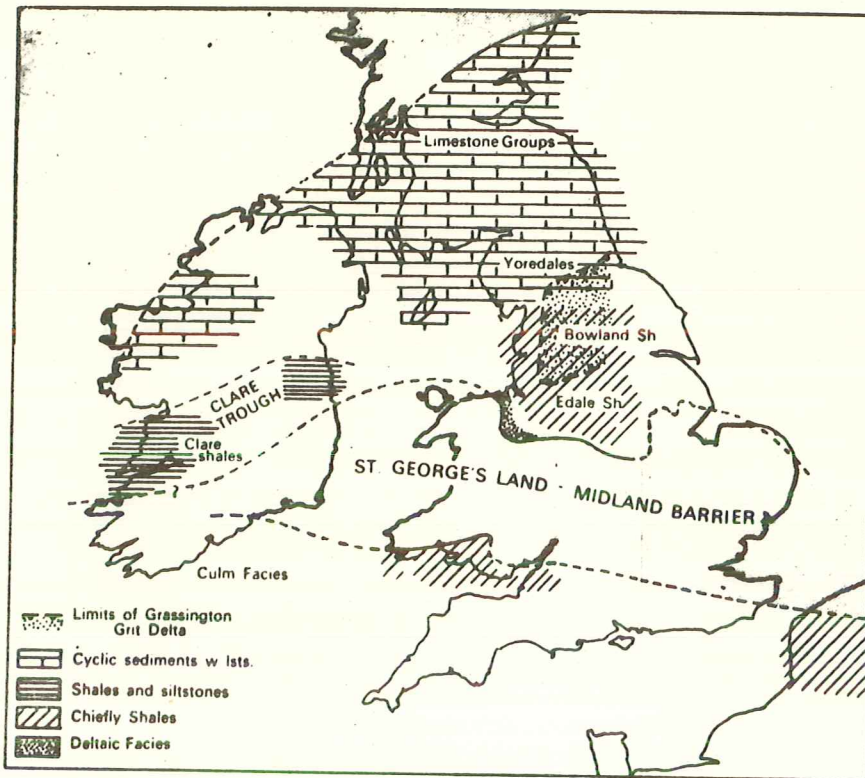 Limestone Groups
Yoredales
Bowland Sh
Edale Sh
CLARE
TROUGH
Clare
shales
?
ST. GEORGE'S LAND - MIDLAND BARRIER
Culm Facies
Limits of Grassington
Grit Delta
Cyclic sediments w lsts.
Shales and siltstones
Chiefly Shales
Deltaic Facies